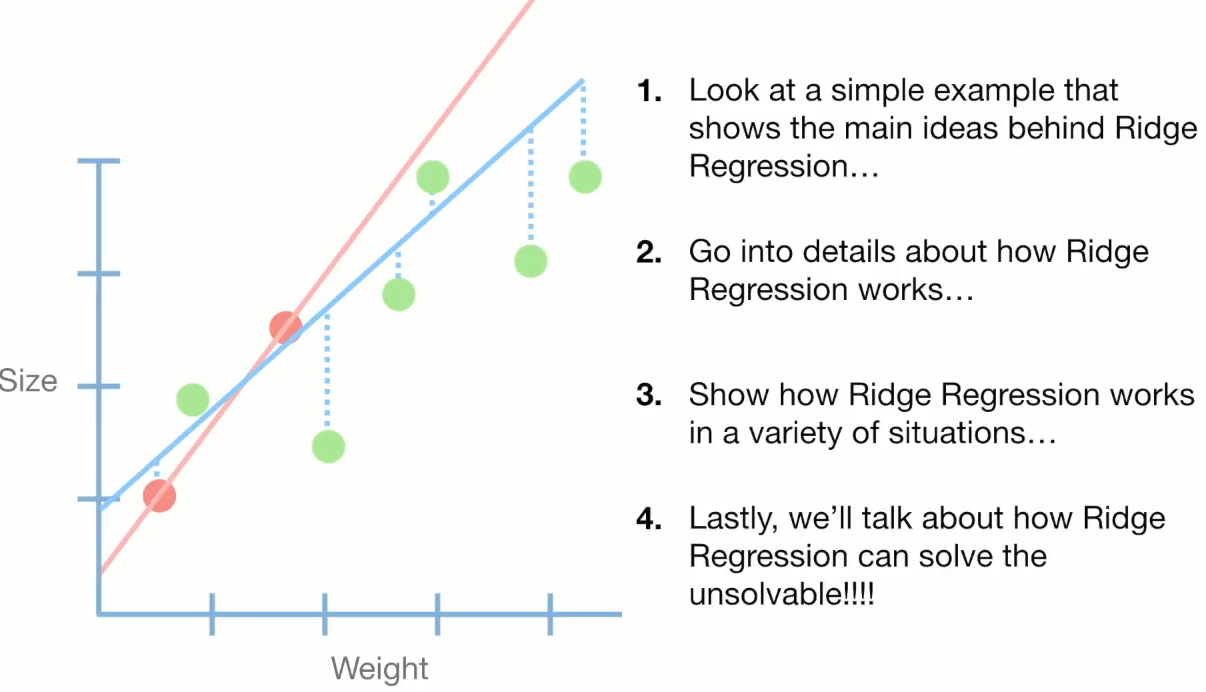 1. Look at a simple example that
shows the main ideas behind Ridge
Regression…
2. Go into details about how Ridge
Regression works…
3. Show how Ridge Regression works
in a variety of situations…
4. Lastly, we’ll talk about how Ridge
Regression can solve the
unsolvable!!!!
Size
Weight